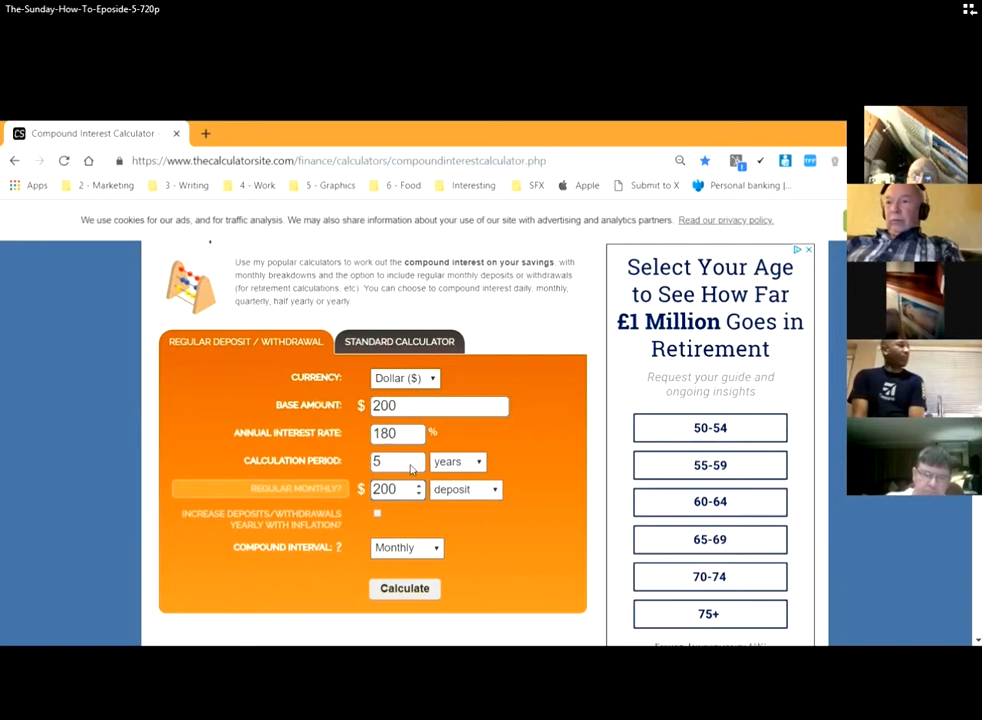 The-Sunday-How-To-Eposide-5-720p
CS Compound Interest Calculator
https://www.thecalculatorsite.com/finance/calculators/compoundinterestcalculator.php
TFF
Apps 2 - Marketing 3 - Writing 4 - Work 5 - Graphics 6 - Food Interesting SFX Apple Submit to X Personal banking |...
We use cookies for our ads, and for traffic analysis. We may also share information about your use of our site with advertising and analytics partners. Read our privacy policy.
Use my popular calculators to work out the compound interest on your savings, with
monthly breakdowns and the option to include regular monthly deposits or withdrawals
(for retirement calculations, etc) You can choose to compound interest daily, monthly,
quarterly, half yearly or yearly
REGULAR DEPOSIT / WITHDRAWAL STANDARD CALCULATOR
CURRENCY: Dollar ($)
BASE AMOUNT: $ 200
ANNUAL INTEREST RATE: 180 %
CALCULATION PERIOD: 5 years
REGULAR MONTHLY? $ 200 deposit
INCREASE DEPOSITS/WITHDRAWALS
YEARLY WITH INFLATION?
COMPOUND INTERVAL: ? Monthly
Calculate
Select Your Age
to See How Far
£1 Million Goes in
Retirement
Request your guide and
ongoing insights
50-54
55-59
60-64
65-69
70-74
75+